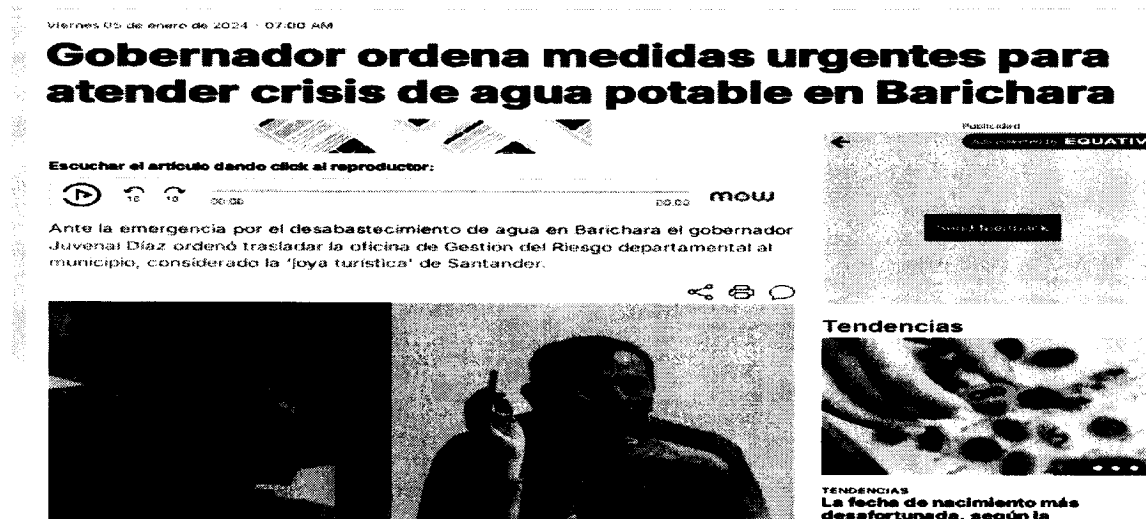 Viernes 05 de enero de 2024 - 07:00 AM
Gobernador ordena medidas urgentes para
atender crisis de agua potable en Barichara
Escuchar el artículo dando click al reproductor:
10 10 00:00 00:00 mow
Ante la emergencia por el desabastecimiento de agua en Barichara el gobernador
Juvenal Díaz ordenó trasladar la oficina de Gestión del Riesgo departamental al
municipio, considerado la 'joya turística' de Santander.
Publicidad
EQUATIV
Send feedback
Tendencias
TENDENCIAS
La fecha de nacimiento más
desafortunada, según la